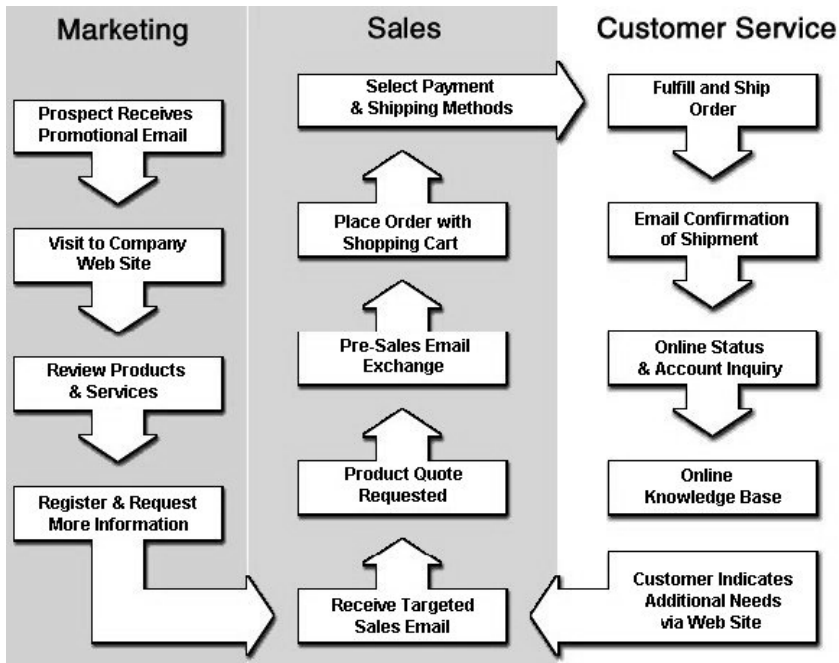 Marketing
Sales
Customer Service
Prospect Receives
Promotional Email
Visit to Company
Web Site
Review Products
& Services
Register & Request
More Information
Select Payment
& Shipping Methods
Place Order with
Shopping Cart
Pre-Sales Email
Exchange
Product Quote
Requested
Receive Targeted
Sales Email
Fulfill and Ship
Order
Email Confirmation
of Shipment
Online Status
& Account Inquiry
Online
Knowledge Base
Customer Indicates
Additional Needs
via Web Site